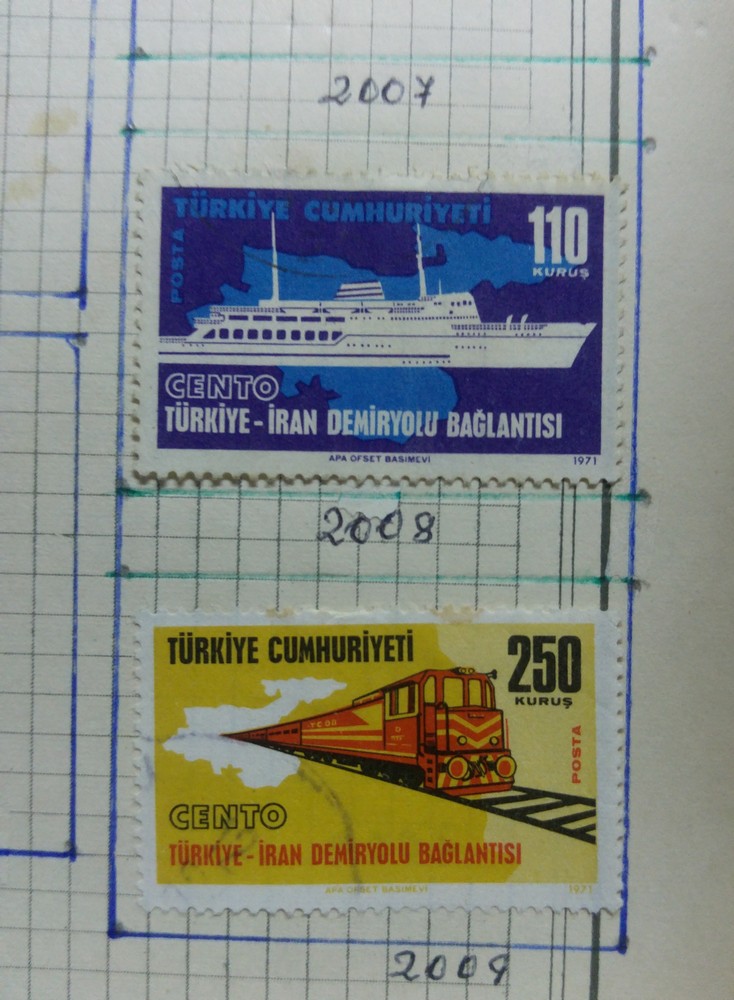 2007
TÜRKİYE CUMHURİYETİ
POSTA
110
KURUŞ
CENTO
TÜRKİYE - İRAN DEMİRYOLU BAĞLANTISI
APA OFSET BASIMEVİ 1971
2008
TÜRKİYE CUMHURİYETİ
250
KURUŞ
POSTA
CENTO
TÜRKİYE - İRAN DEMİRYOLU BAĞLANTISI
APA OFSET BASIMEVİ 1971
2009